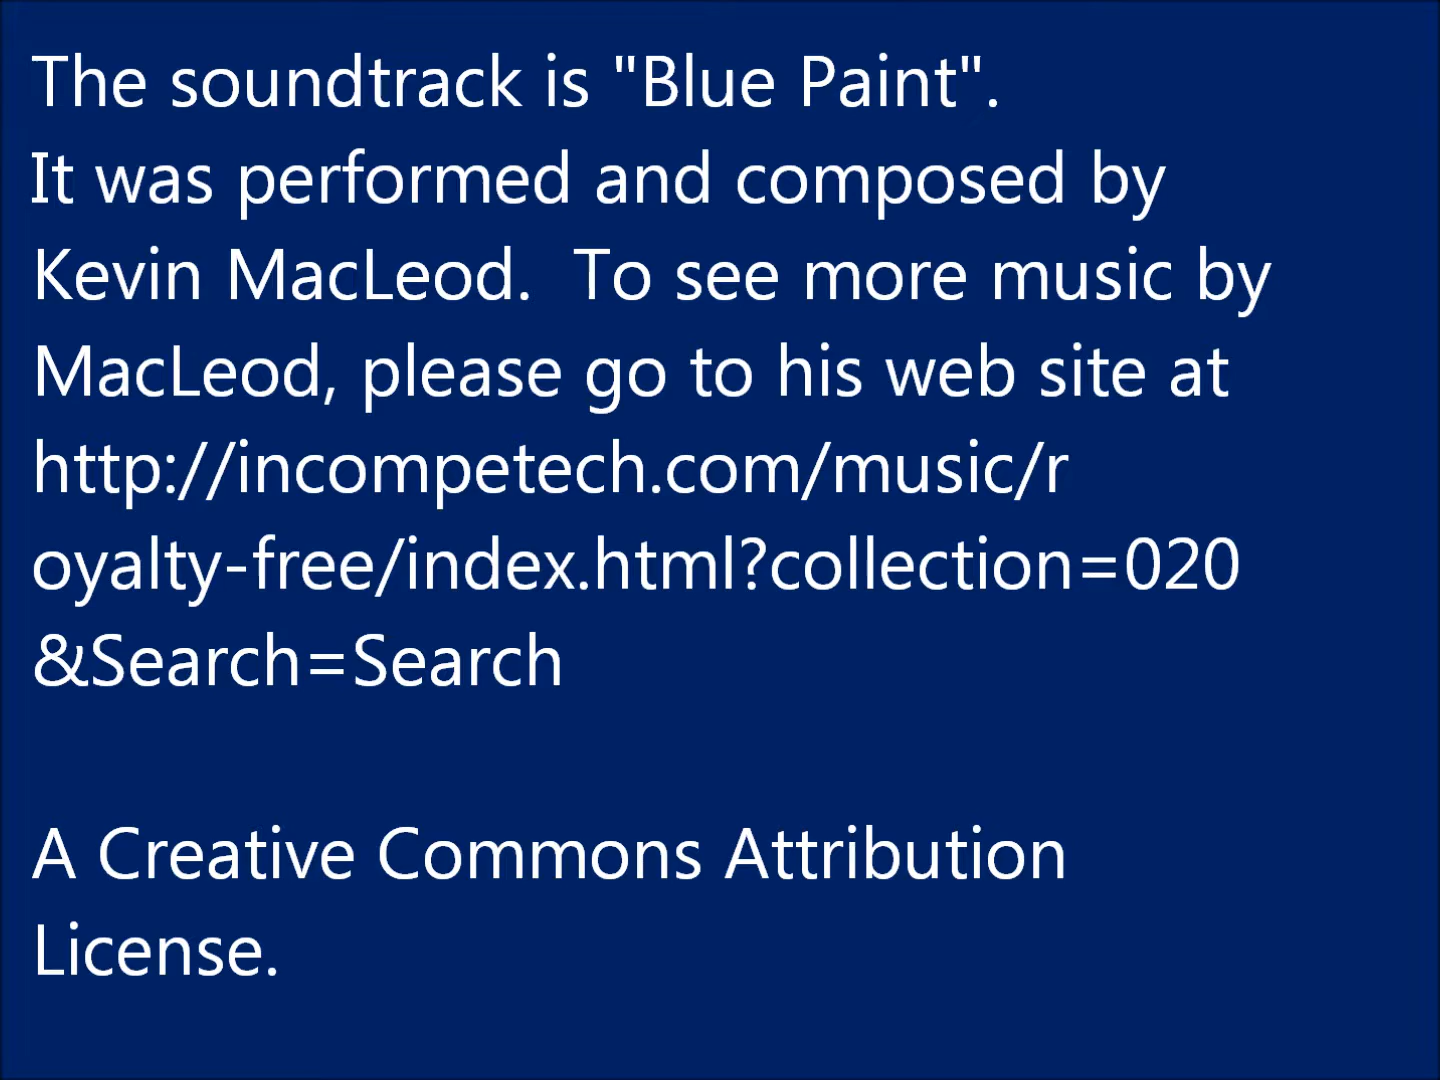 The soundtrack is "Blue Paint".
It was performed and composed by
Kevin MacLeod.  To see more music by
MacLeod, please go to his web site at
http://incompetech.com/music/r
oyalty-free/index.html?collection=020
&Search=Search
A Creative Commons Attribution
License.